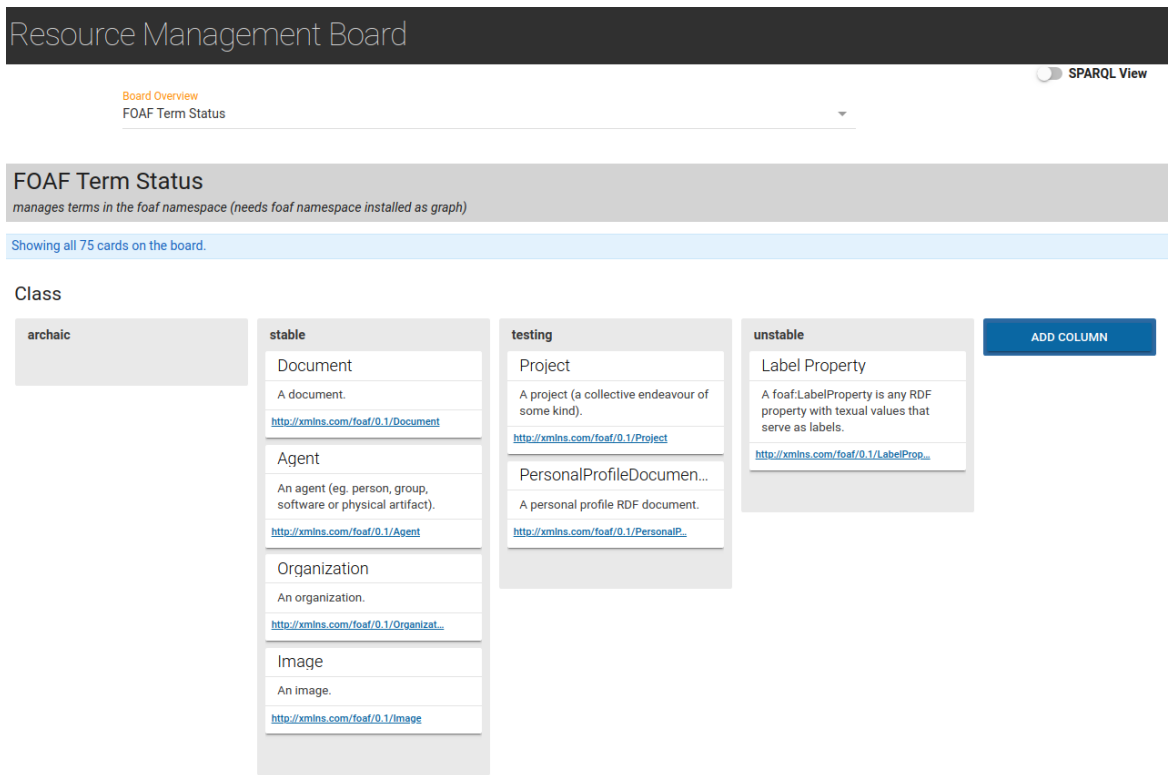 Resource Management Board
SPARQL View
Board Overview
FOAF Term Status
FOAF Term Status
manages terms in the foaf namespace (needs foaf namespace installed as graph)
Showing all 75 cards on the board.
Class
archaic
stable
Document
A document.
http://xmlns.com/foaf/0.1/Document
Agent
An agent (eg. person, group,
software or physical artifact).
http://xmlns.com/foaf/0.1/Agent
Organization
An organization.
http://xmlns.com/foaf/0.1/Organizat...
Image
An image.
http://xmlns.com/foaf/0.1/Image
testing
Project
A project (a collective endeavour of
some kind).
http://xmlns.com/foaf/0.1/Project
PersonalProfileDocumen...
A personal profile RDF document.
http://xmlns.com/foaf/0.1/PersonalP...
unstable
Label Property
A foaf:LabelProperty is any RDF
property with texual values that
serve as labels.
http://xmlns.com/foaf/0.1/LabelProp...
ADD COLUMN